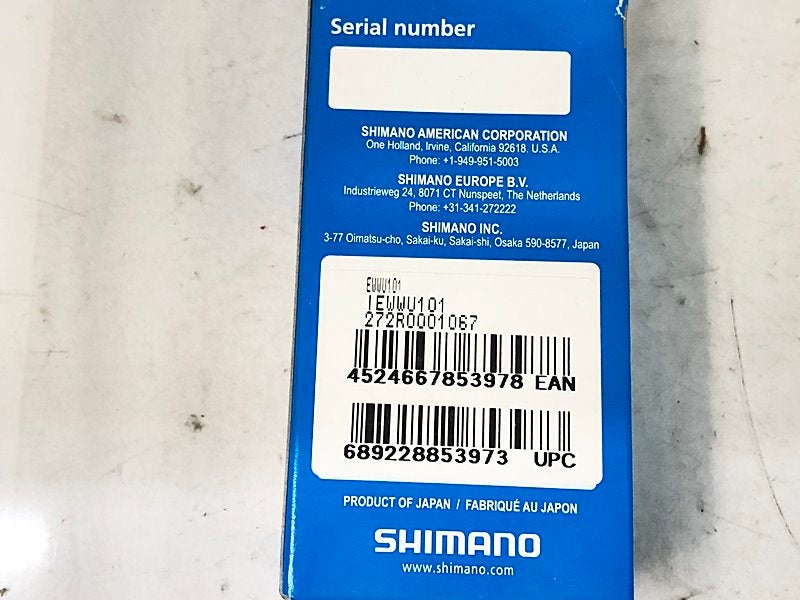 Serial number
SHIMANO AMERICAN CORPORATION
One Holland, Irvine, California 92618. U.S.A.
Phone: +1-949-951-5003
SHIMANO EUROPE B.V.
Industrieweg 24, 8071 CT Nunspeet, The Netherlands
Phone: +31-341-272222
SHIMANO INC.
3-77 Oimatsu-cho, Sakai-ku, Sakai-shi, Osaka 590-8577, Japan
EWWU101
IEWWU101
272R0001067
4524667853978 EAN
689228853973 UPC
PRODUCT OF JAPAN / FABRIQUÉ AU JAPON
SHIMANO
www.shimano.com